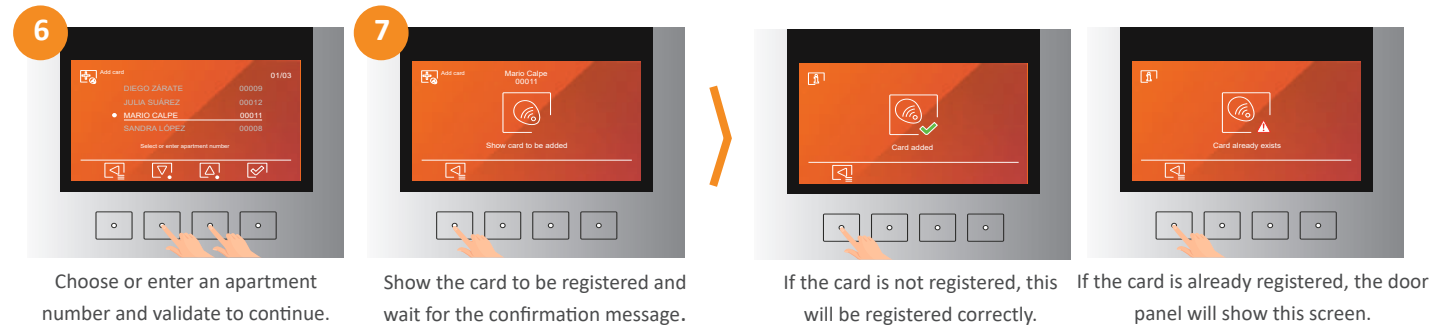 6
Add card
01/03
DIEGO ZÁRATE 00009
JULIA SUÁREZ 00012
MARIO CALPE 00011
SANDRA LÓPEZ 00008
Select or enter apartment number
Choose or enter an apartment
number and validate to continue.
7
Add card
Mario Calpe
00011
Show card to be added
Show the card to be registered and
wait for the confirmation message.
Card added
If the card is not registered, this
will be registered correctly.
Card already exists
If the card is already registered, the door
panel will show this screen.